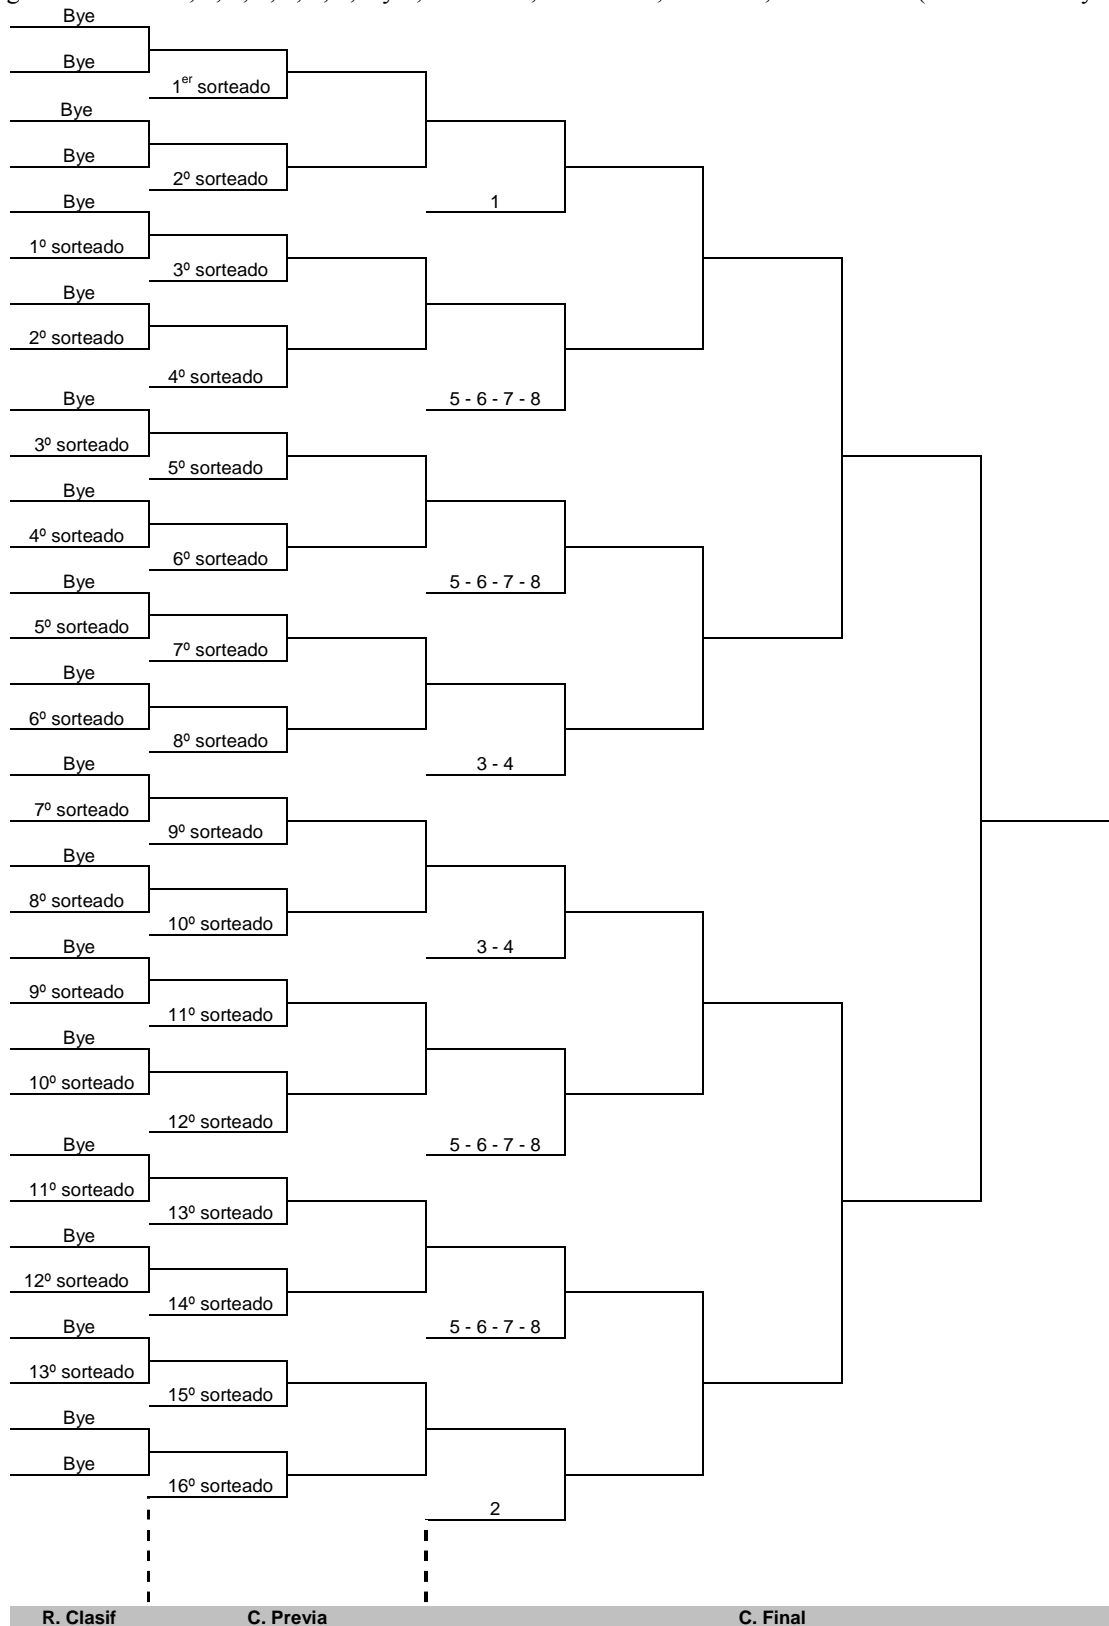 Bye
Bye
1er sorteado
Bye
Bye
2º sorteado
Bye
1
1º sorteado
3º sorteado
Bye
2º sorteado
4º sorteado
Bye
5 - 6 - 7 - 8
3º sorteado
5º sorteado
Bye
4º sorteado
6º sorteado
Bye
5 - 6 - 7 - 8
5º sorteado
7º sorteado
Bye
6º sorteado
8º sorteado
Bye
3 - 4
7º sorteado
9º sorteado
Bye
8º sorteado
10º sorteado
Bye
3 - 4
9º sorteado
11º sorteado
Bye
10º sorteado
12º sorteado
Bye
5 - 6 - 7 - 8
11º sorteado
13º sorteado
Bye
12º sorteado
14º sorteado
Bye
5 - 6 - 7 - 8
13º sorteado
15º sorteado
Bye
Bye
16º sorteado
2
R. Clasif C. Previa C. Final